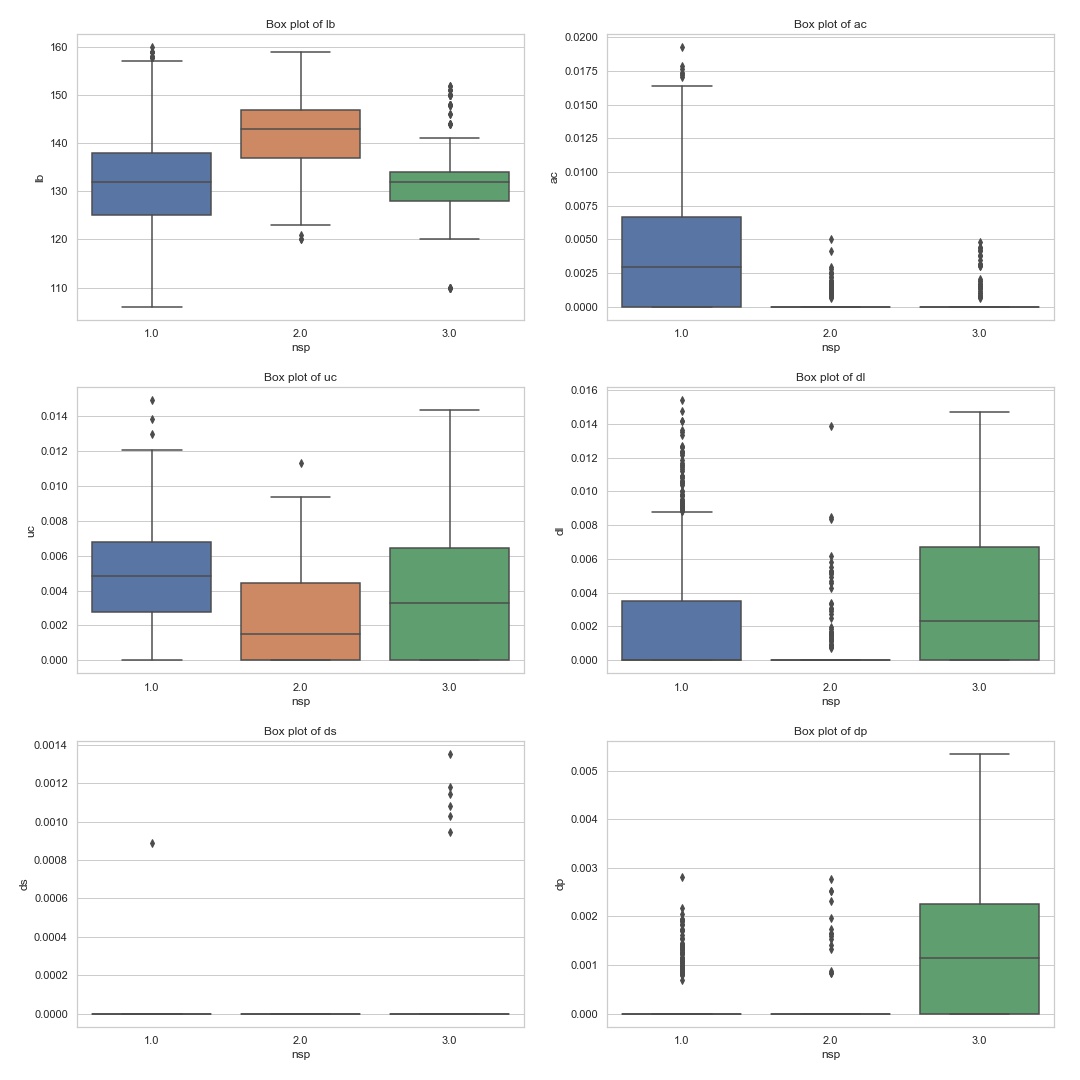 Box plot of lb
160
150
140
130
120
110
lb
1.0 2.0 3.0
nsp
Box plot of ac
0.0200
0.0175
0.0150
0.0125
0.0100
0.0075
0.0050
0.0025
0.0000
ac
1.0 2.0 3.0
nsp
Box plot of uc
0.014
0.012
0.010
0.008
0.006
0.004
0.002
0.000
uc
1.0 2.0 3.0
nsp
Box plot of dl
0.016
0.014
0.012
0.010
0.008
0.006
0.004
0.002
0.000
dl
1.0 2.0 3.0
nsp
Box plot of ds
0.0014
0.0012
0.0010
0.0008
0.0006
0.0004
0.0002
0.0000
ds
1.0 2.0 3.0
nsp
Box plot of dp
0.005
0.004
0.003
0.002
0.001
0.000
dp
1.0 2.0 3.0
nsp